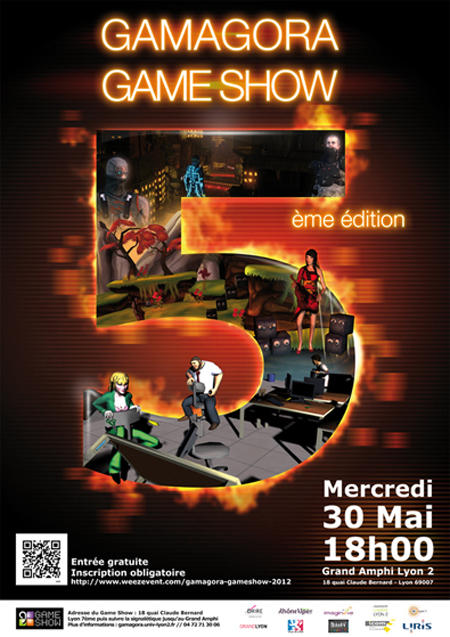 GAMAGORA
GAME SHOW
5
ème édition
Mercredi
30 Mai
18h00
Grand Amphi Lyon 2
18 quai Claude Bernard - Lyon 69007
Entrée gratuite
Inscription obligatoire
http://www.weezevent.com/gamagora-gameshow-2012
GAME
SHOW
Adresse du Game Show : 18 quai Claude Bernard
Lyon 7ème puis suivre la signalétique jusqu'au Grand Amphi
Plus d'informations : gamagora.univ-lyon2.fr // 04 72 71 30 06
GRANDLYON
RhôneAlpes
imaginove
LYON 2
LIRIS